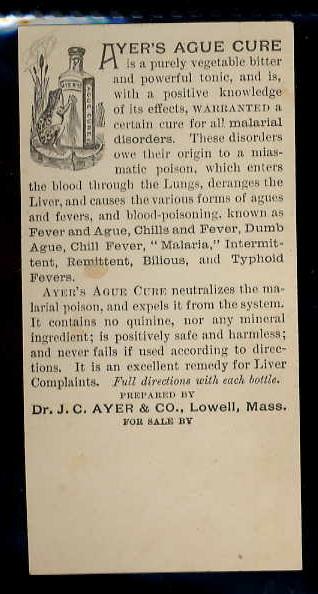 AYER'S AGUE CURE
is a purely vegetable bitter
and powerful tonic, and is,
with a positive knowledge
of its effects, WARRANTED a
certain cure for all malarial
disorders. These disorders
owe their origin to a mias-
matic poison, which enters
the blood through the Lungs, deranges the
Liver, and causes the various forms of agues
and fevers, and blood-poisoning, known as
Fever and Ague, Chills and Fever, Dumb
Ague, Chill Fever, "Malaria," Intermit-
tent, Remittent, Bilious, and Typhoid
Fevers.
AYER'S AGUE CURE neutralizes the ma-
larial poison, and expels it from the system.
It contains no quinine, nor any mineral
ingredient; is positively safe and harmless;
and never fails if used according to direc-
tions. It is an excellent remedy for Liver
Complaints. Full directions with each bottle.
PREPARED BY
Dr. J. C. AYER & CO., Lowell, Mass.
FOR SALE BY
AYER'S
AGUE CURE